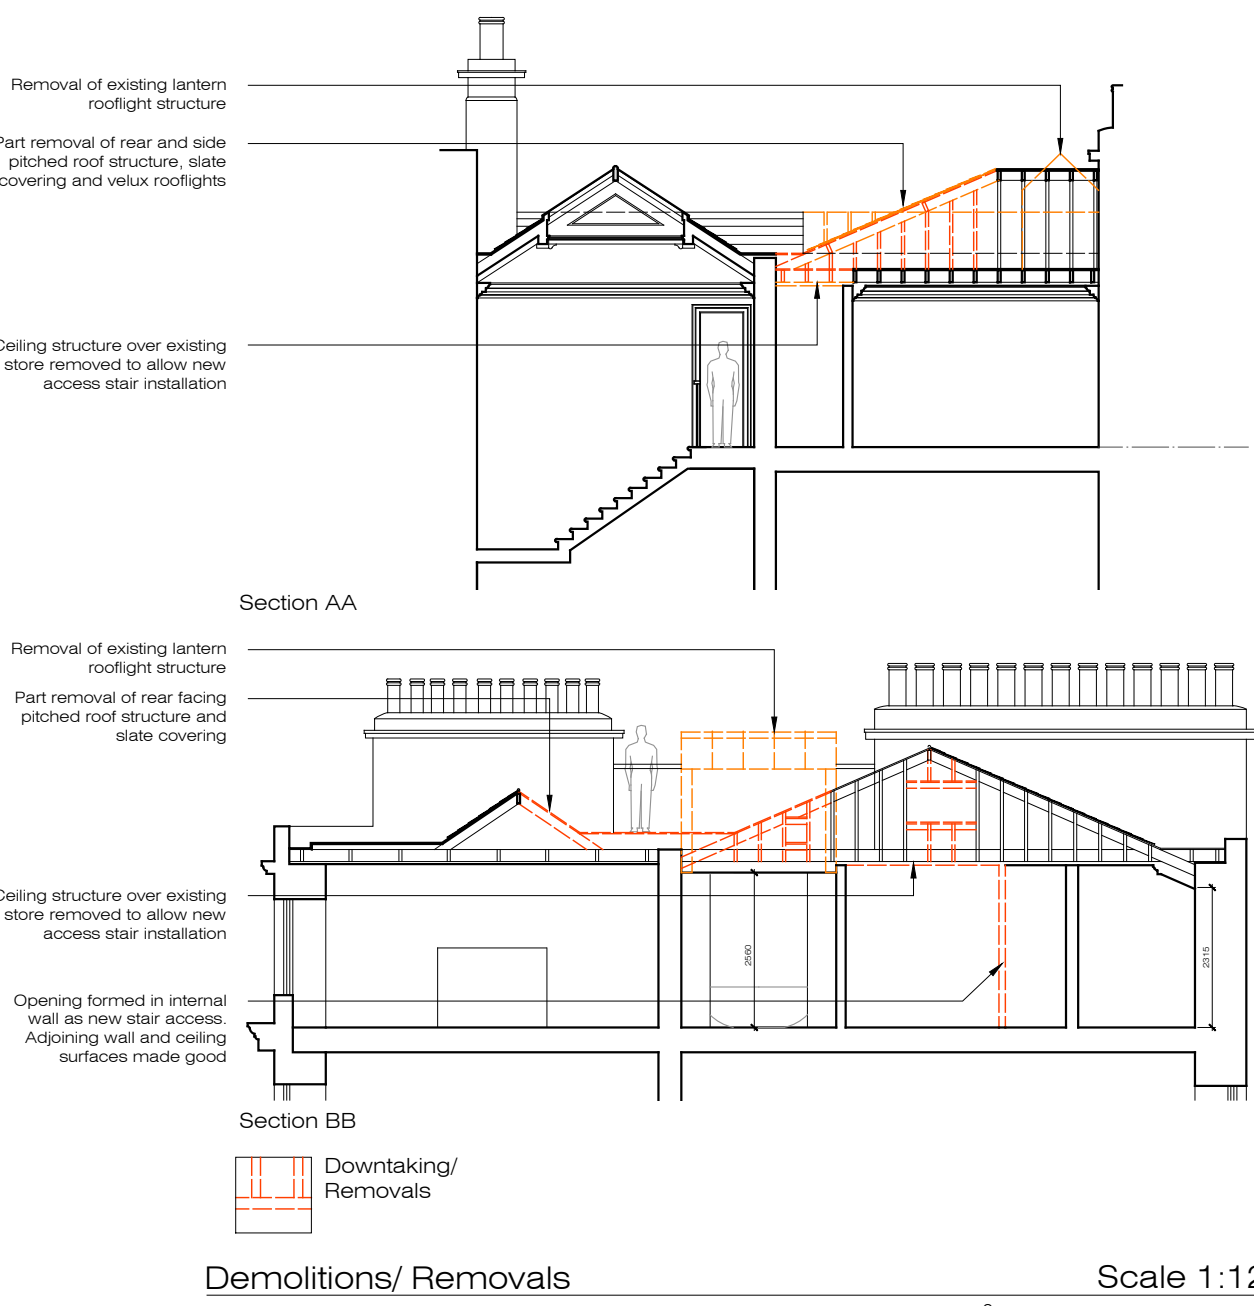 Removal of existing lantern
rooflight structure
Part removal of rear and side
pitched roof structure, slate
covering and velux rooflights
Ceiling structure over existing
store removed to allow new
access stair installation
Section AA
Removal of existing lantern
rooflight structure
Part removal of rear facing
pitched roof structure and
slate covering
Ceiling structure over existing
store removed to allow new
access stair installation
2560
2315
Opening formed in internal
wall as new stair access.
Adjoining wall and ceiling
surfaces made good
Section BB
Downtaking/
Removals
Demolitions/ Removals
Scale 1:12